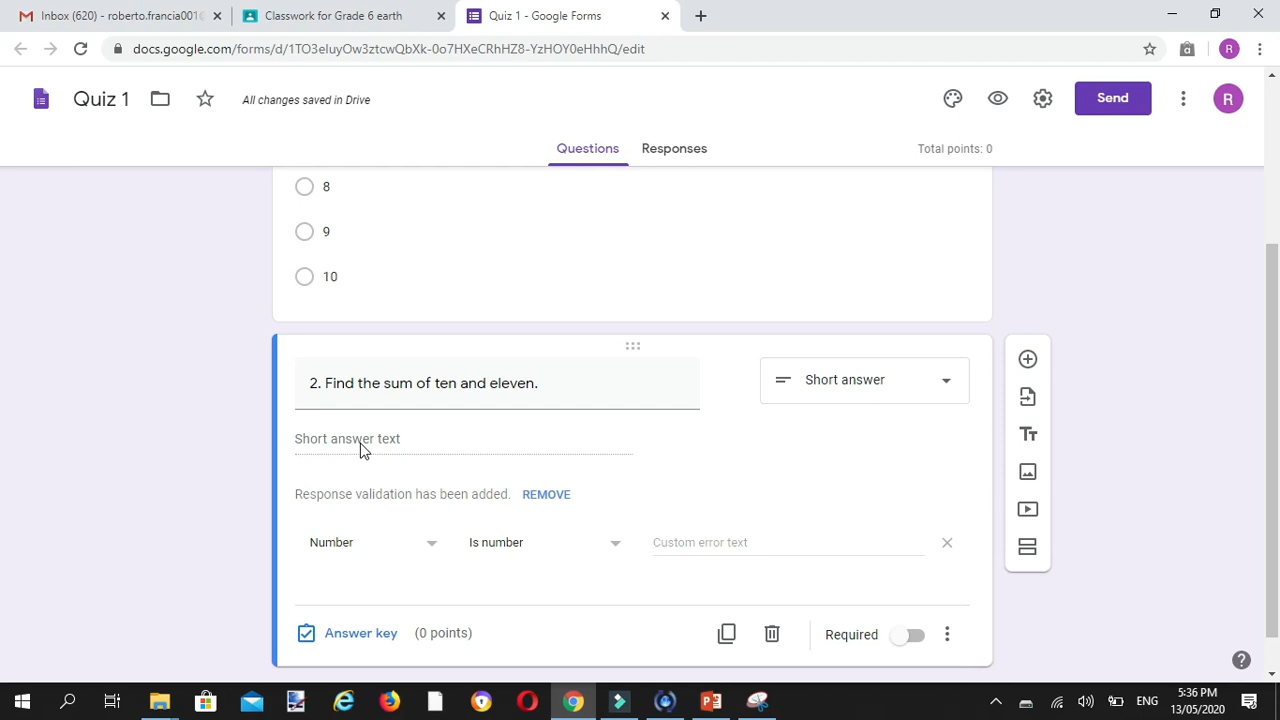 Inbox (620) - roberto.francia001
Classwork for Grade 6 earth
Quiz 1 - Google Forms
docs.google.com/forms/d/1TO3eluyOw3ztcwQbXk-0o7HXeCRhHZ8-YzHOY0eHhhQ/edit
R
Quiz 1
All changes saved in Drive
Send
R
Questions
Responses
Total points: 0
8
9
10
2. Find the sum of ten and eleven.
Short answer
Short answer text
Response validation has been added.
REMOVE
Number
Is number
Custom error text
Answer key
(0 points)
Required
ENG
5:36 PM
13/05/2020